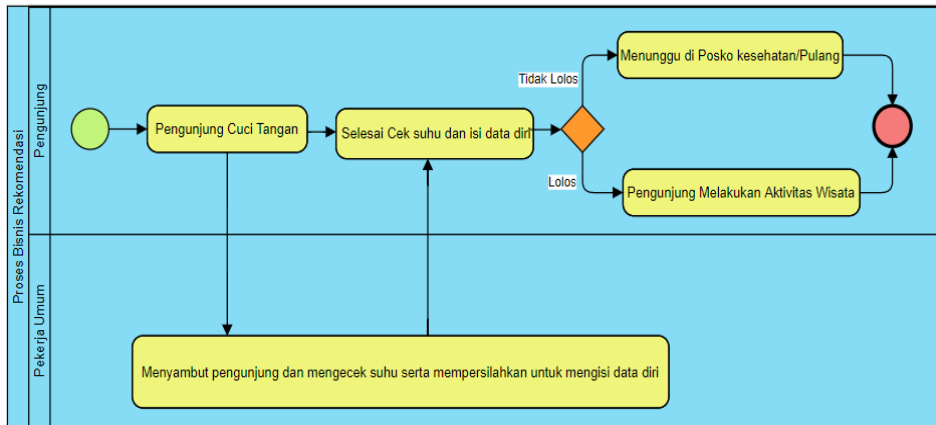 Proses Bisnis Rekomendasi
Pengunjung
Pengunjung Cuci Tangan
Selesai Cek suhu dan isi data diri
Tidak Lolos
Menunggu di Posko kesehatan/Pulang
Lolos
Pengunjung Melakukan Aktivitas Wisata
Pekerja Umum
Menyambut pengunjung dan mengecek suhu serta mempersilahkan untuk mengisi data diri